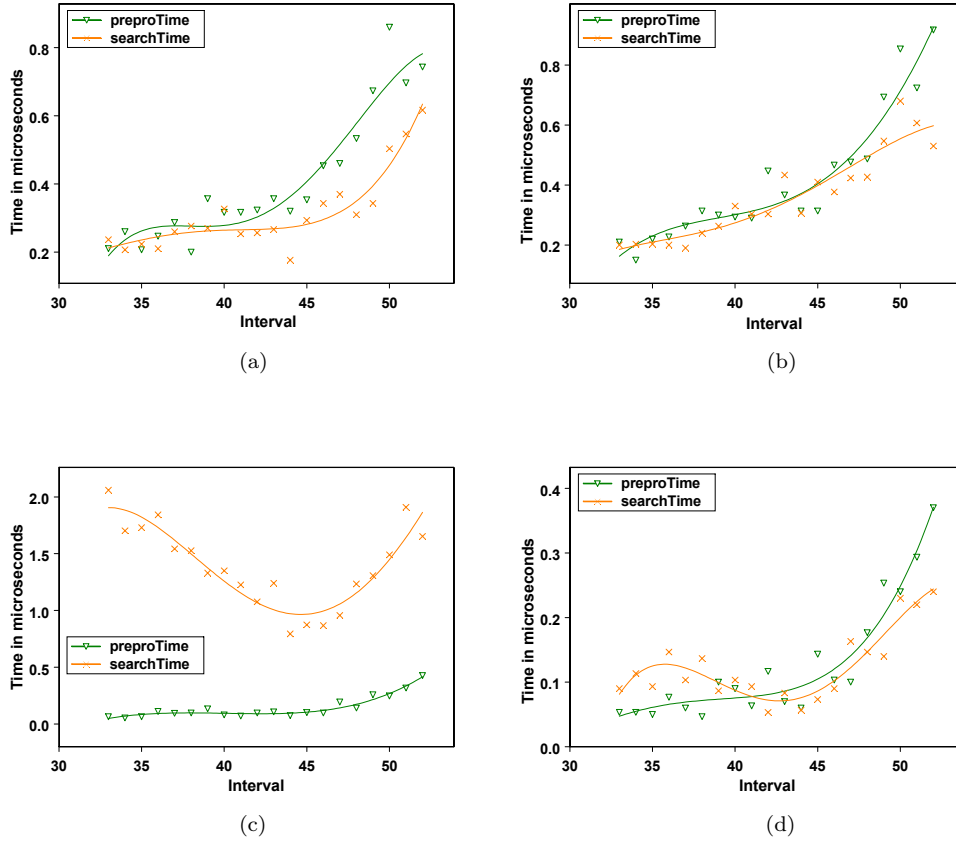 preproTime
searchTime
Time in microseconds
0.8
0.6
0.4
0.2
30 35 40 45 50
Interval
(a)
preproTime
searchTime
Time in microseconds
0.8
0.6
0.4
0.2
30 35 40 45 50
Interval
(b)
Time in microseconds
2.0
1.5
1.0
0.5
0.0
preproTime
searchTime
30 35 40 45 50
Interval
(c)
preproTime
searchTime
Time in microseconds
0.4
0.3
0.2
0.1
0.0
30 35 40 45 50
Interval
(d)